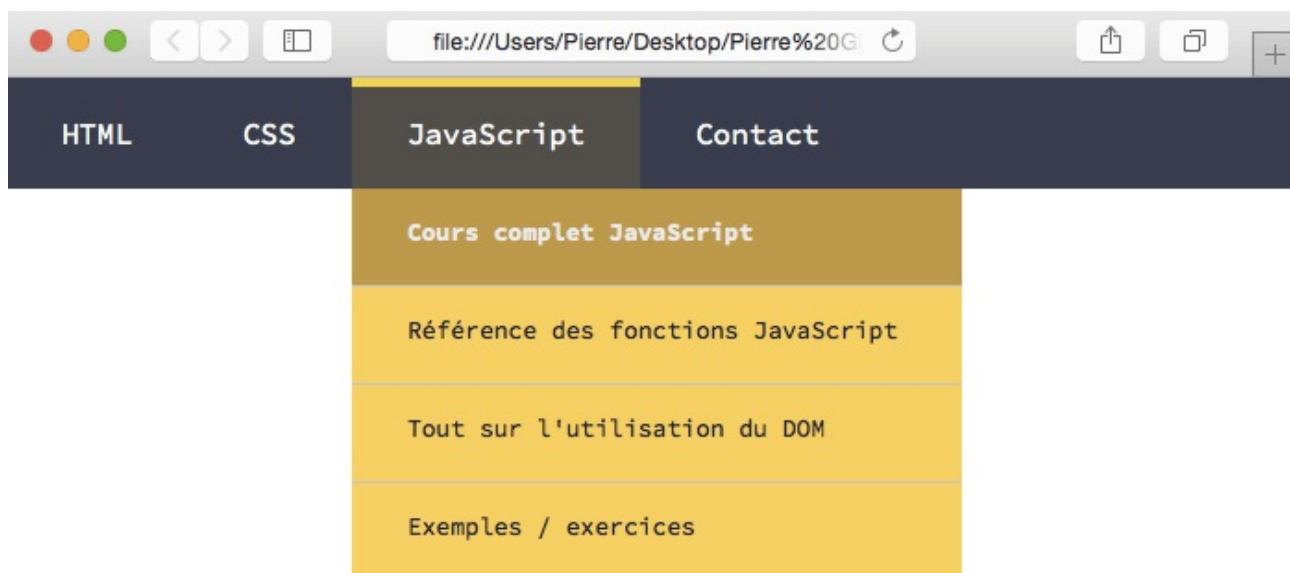 file:///Users/Pierre/Desktop/Pierre%20G
HTML CSS JavaScript Contact
Cours complet JavaScript
Référence des fonctions JavaScript
Tout sur l'utilisation du DOM
Exemples / exercices